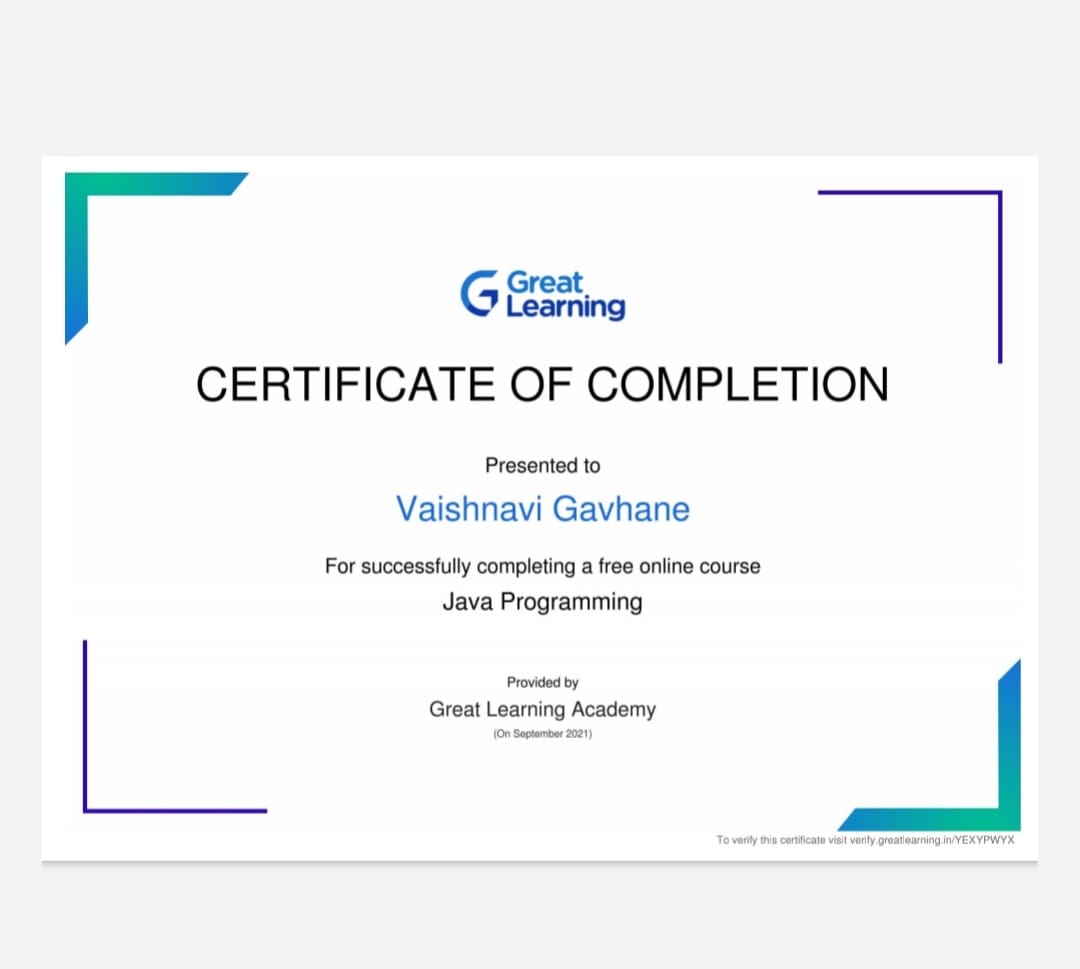 Great
Learning
CERTIFICATE OF COMPLETION
Presented to
Vaishnavi Gavhane
For successfully completing a free online course
Java Programming
Provided by
Great Learning Academy
(On September 2021)
To verify this certificate visit verify.greatlearning.in/YEXYPWYX